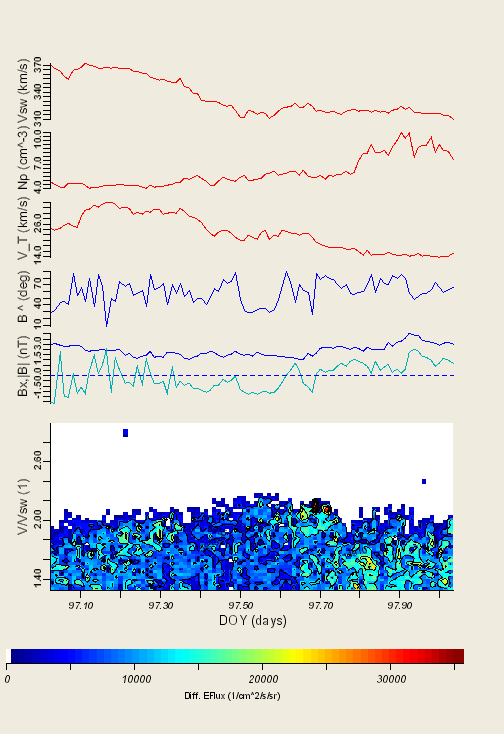 Vsw (km/s)
370
340
310
Np (cm^-3)
10.0
7.0
4.0
V_T (km/s)
26.0
14.0
B ^ (deg)
70
40
10
Bx,|B| (nT)
3.0
1.5
-1.5
V/Vsw (1)
2.60
2.00
1.40
97.10 97.30 97.50 97.70 97.90
DOY (days)
0 10000 20000 30000
Diff. EFlux (1/cm^2/s/sr)